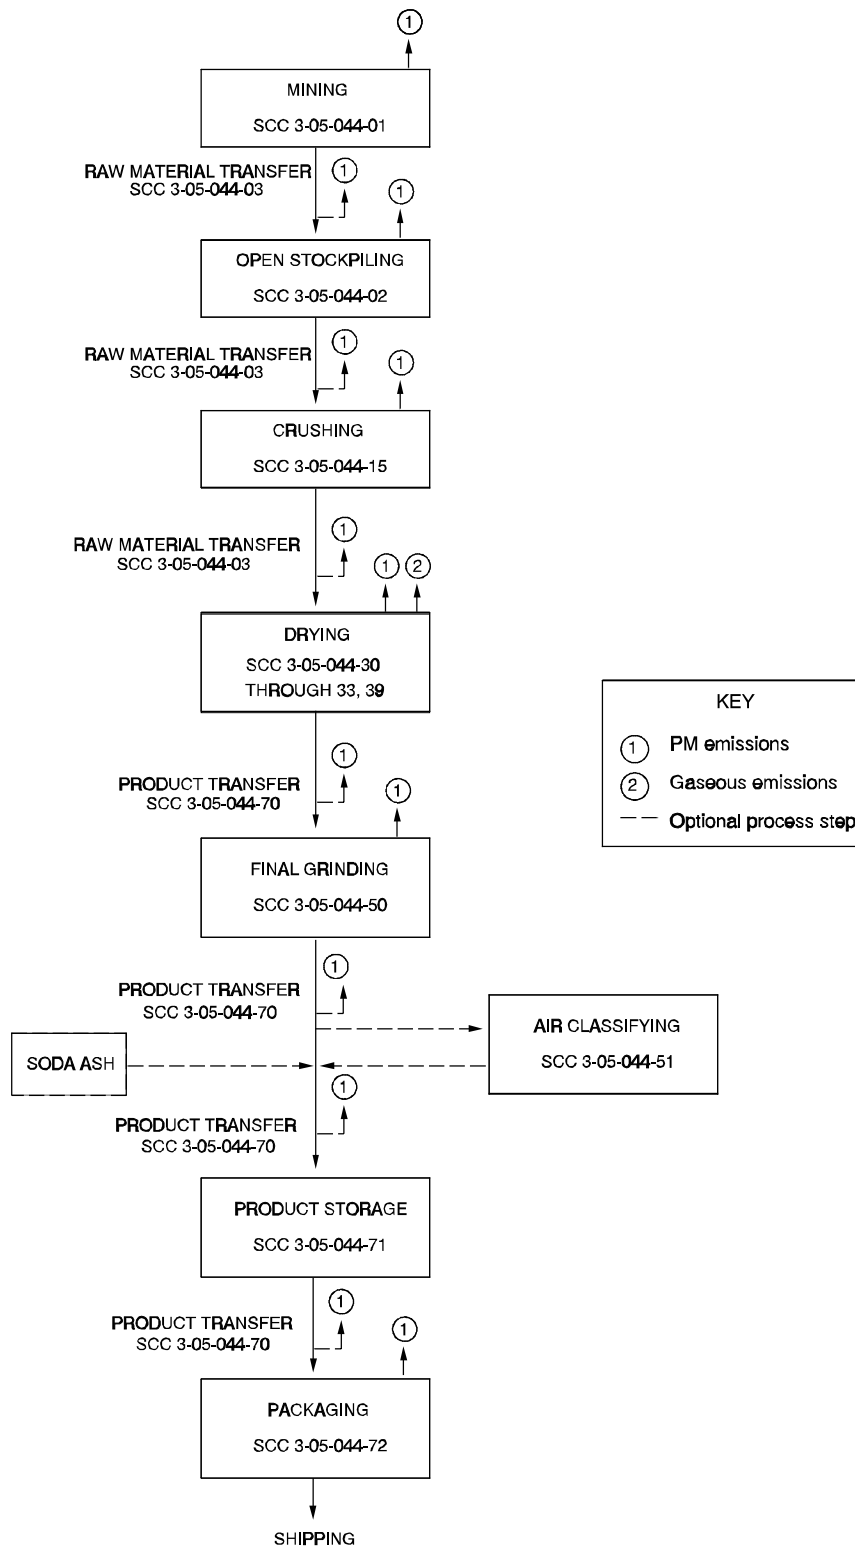 1
MINING
SCC 3-05-044-01
RAW MATERIAL TRANSFER
SCC 3-05-044-03
1
1
OPEN STOCKPILING
SCC 3-05-044-02
RAW MATERIAL TRANSFER
SCC 3-05-044-03
1
1
CRUSHING
SCC 3-05-044-15
RAW MATERIAL TRANSFER
SCC 3-05-044-03
1
1
2
DRYING
SCC 3-05-044-30
THROUGH 33, 39
KEY
1 PM emissions
2 Gaseous emissions
Optional process step
PRODUCT TRANSFER
SCC 3-05-044-70
1
1
FINAL GRINDING
SCC 3-05-044-50
PRODUCT TRANSFER
SCC 3-05-044-70
1
AIR CLASSIFYING
SCC 3-05-044-51
SODA ASH
PRODUCT TRANSFER
SCC 3-05-044-70
1
PRODUCT STORAGE
SCC 3-05-044-71
PRODUCT TRANSFER
SCC 3-05-044-70
1
1
PACKAGING
SCC 3-05-044-72
SHIPPING